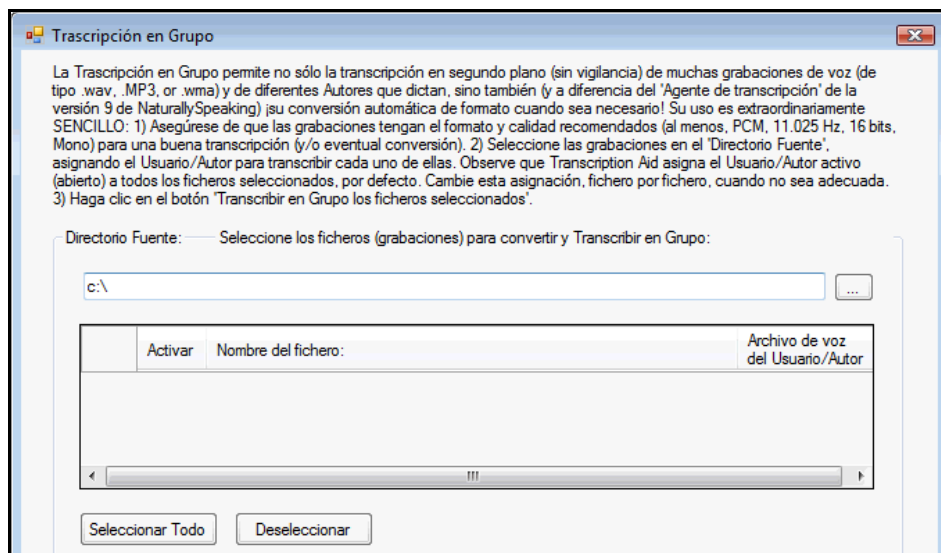 Trascripción en Grupo
La Trascripción en Grupo permite no sólo la transcripción en segundo plano (sin vigilancia) de muchas grabaciones de voz (de
tipo .wav, .MP3, or .wma) y de diferentes Autores que dictan, sino también (y a diferencia del 'Agente de transcripción' de la
versión 9 de NaturallySpeaking) ¡su conversión automática de formato cuando sea necesario! Su uso es extraordinariamente
SENCILLO: 1) Asegúrese de que las grabaciones tengan el formato y calidad recomendados (al menos, PCM, 11.025 Hz, 16 bits,
Mono) para una buena transcripción (y/o eventual conversión). 2) Seleccione las grabaciones en el 'Directorio Fuente',
asignando el Usuario/Autor para transcribir cada uno de ellas. Observe que Transcription Aid asigna el Usuario/Autor activo
(abierto) a todos los ficheros seleccionados, por defecto. Cambie esta asignación, fichero por fichero, cuando no sea adecuada.
3) Haga clic en el botón 'Transcribir en Grupo los ficheros seleccionados'.
Directorio Fuente: Seleccione los ficheros (grabaciones) para convertir y Transcribir en Grupo:
c:\ ...
Activar Nombre del fichero: Archivo de voz
del Usuario/Autor
Seleccionar Todo Deseleccionar